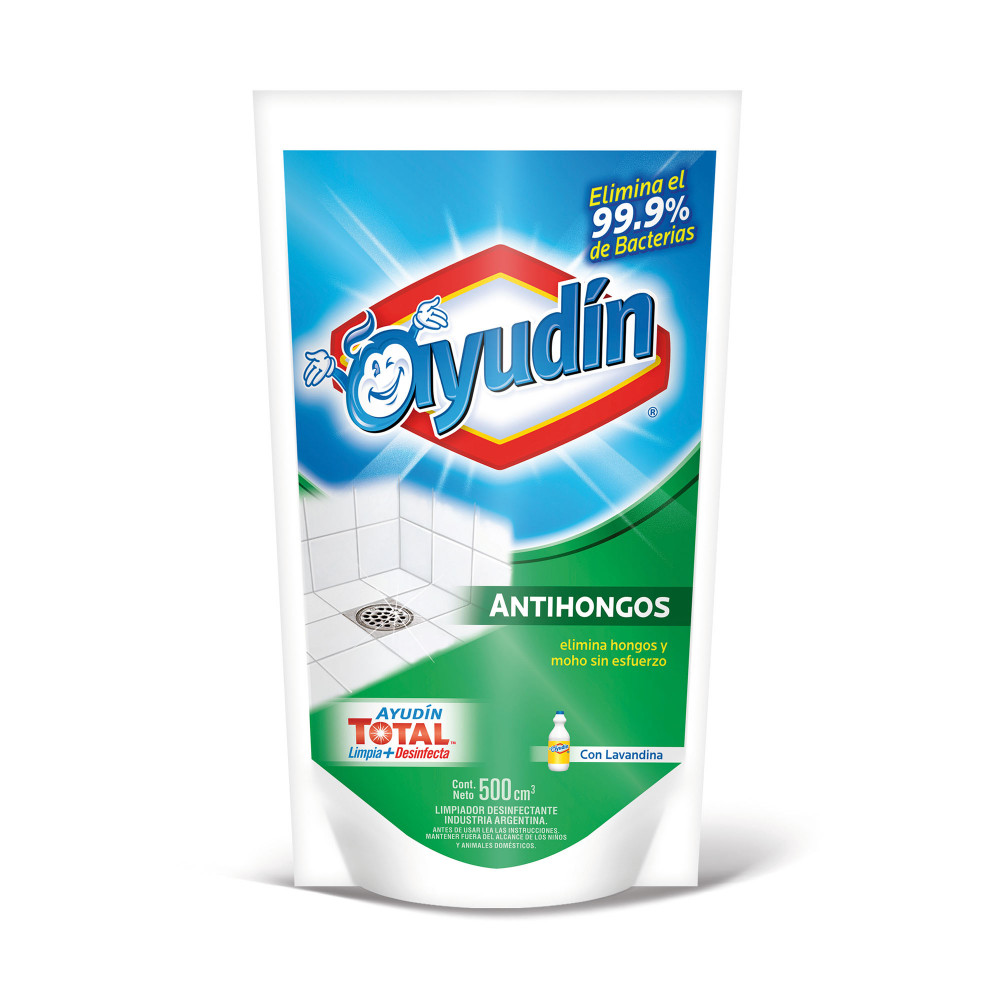 Elimina el
99.9%
de Bacterias
Ayudín
®
ANTIHONGOS
elimina hongos y
moho sin esfuerzo
AYUDÍN
TOTAL™
Limpia+Desinfecta
Ayudín
Con Lavandina
Cont. Neto 500 cm³
LIMPIADOR DESINFECTANTE
INDUSTRIA ARGENTINA.
ANTES DE USAR LEA LAS INSTRUCCIONES.
MANTENER FUERA DEL ALCANCE DE LOS NIÑOS
Y ANIMALES DOMÉSTICOS.